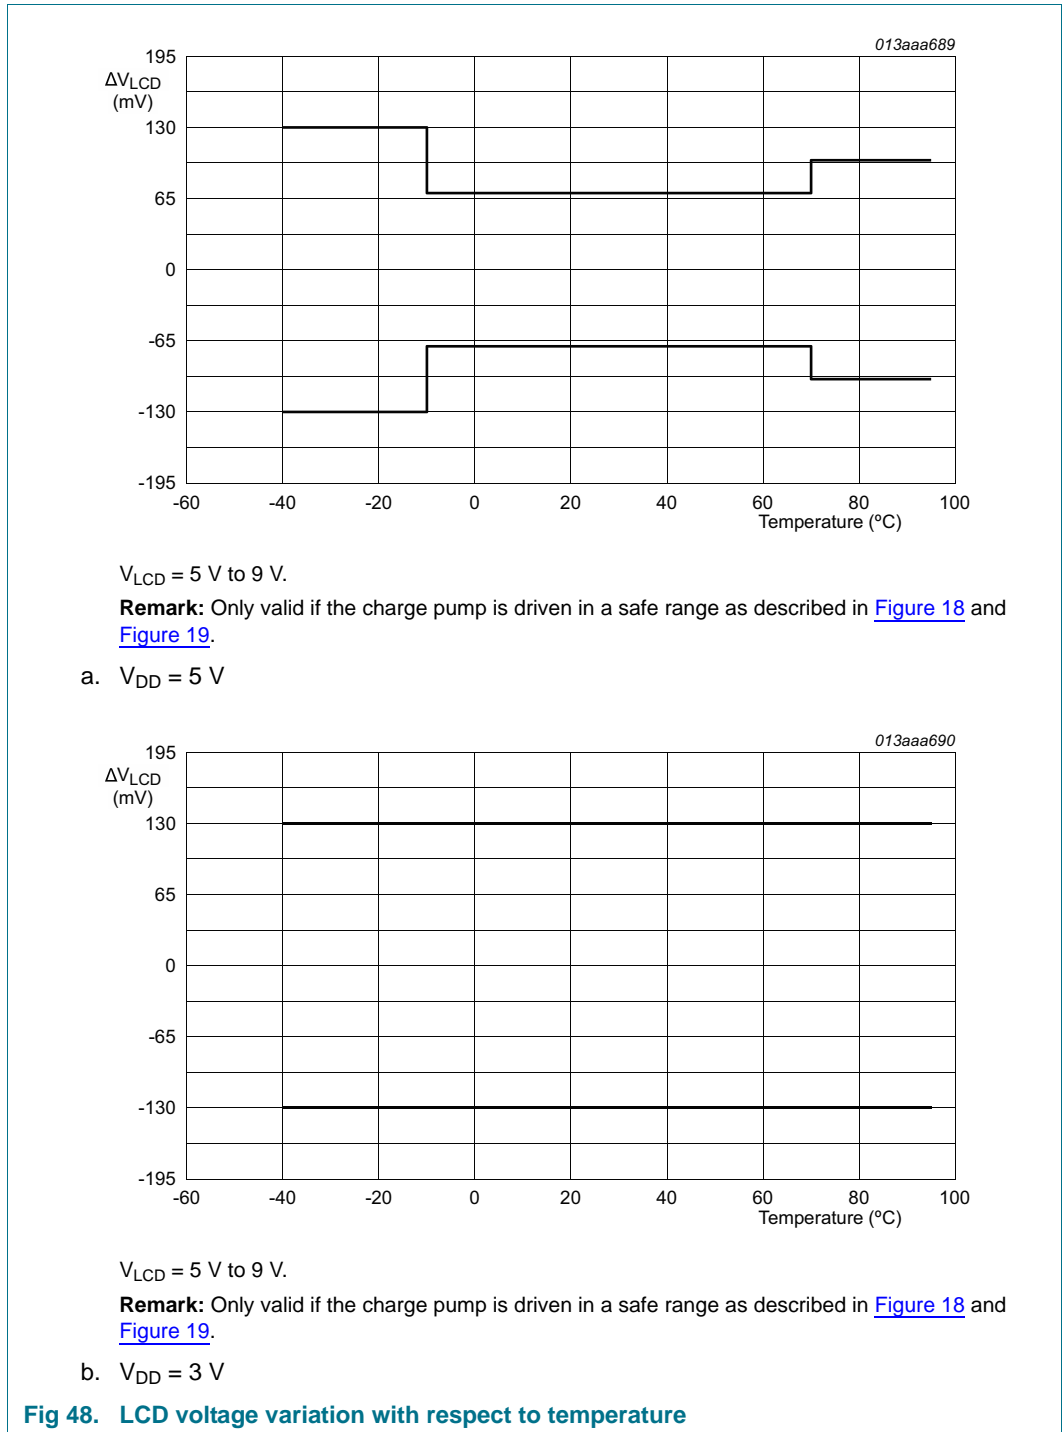 013aaa689
195
ΔVLCD
(mV)
130
65
0
-65
-130
-195
-60 -40 -20 0 20 40 60 80 100
Temperature (ºC)
VLCD = 5 V to 9 V.
Remark: Only valid if the charge pump is driven in a safe range as described in Figure 18 and
Figure 19.
a. VDD = 5 V
013aaa690
195
ΔVLCD
(mV)
130
65
0
-65
-130
-195
-60 -40 -20 0 20 40 60 80 100
Temperature (ºC)
VLCD = 5 V to 9 V.
Remark: Only valid if the charge pump is driven in a safe range as described in Figure 18 and
Figure 19.
b. VDD = 3 V
Fig 48. LCD voltage variation with respect to temperature